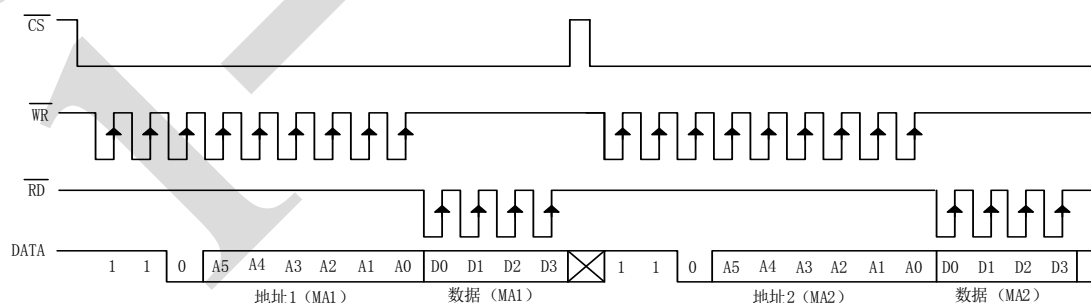 CS
WR
RD
DATA 1 1 0 A5 A4 A3 A2 A1 A0 D0 D1 D2 D3 1 1 0 A5 A4 A3 A2 A1 A0 D0 D1 D2 D3
地址1（MA1） 数据（MA1） 地址2（MA2） 数据（MA2）